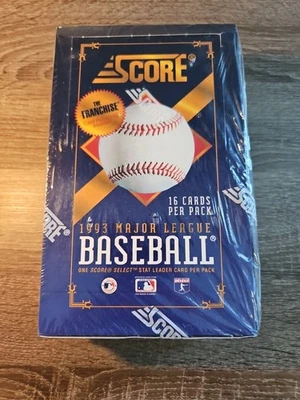 SCORE
THE
FRANCHISE
16 CARDS
PER PACK
1993 MAJOR LEAGUE
BASEBALL®
ONE SCORE® SELECT™ STAT LEADER CARD PER PACK
SCORE